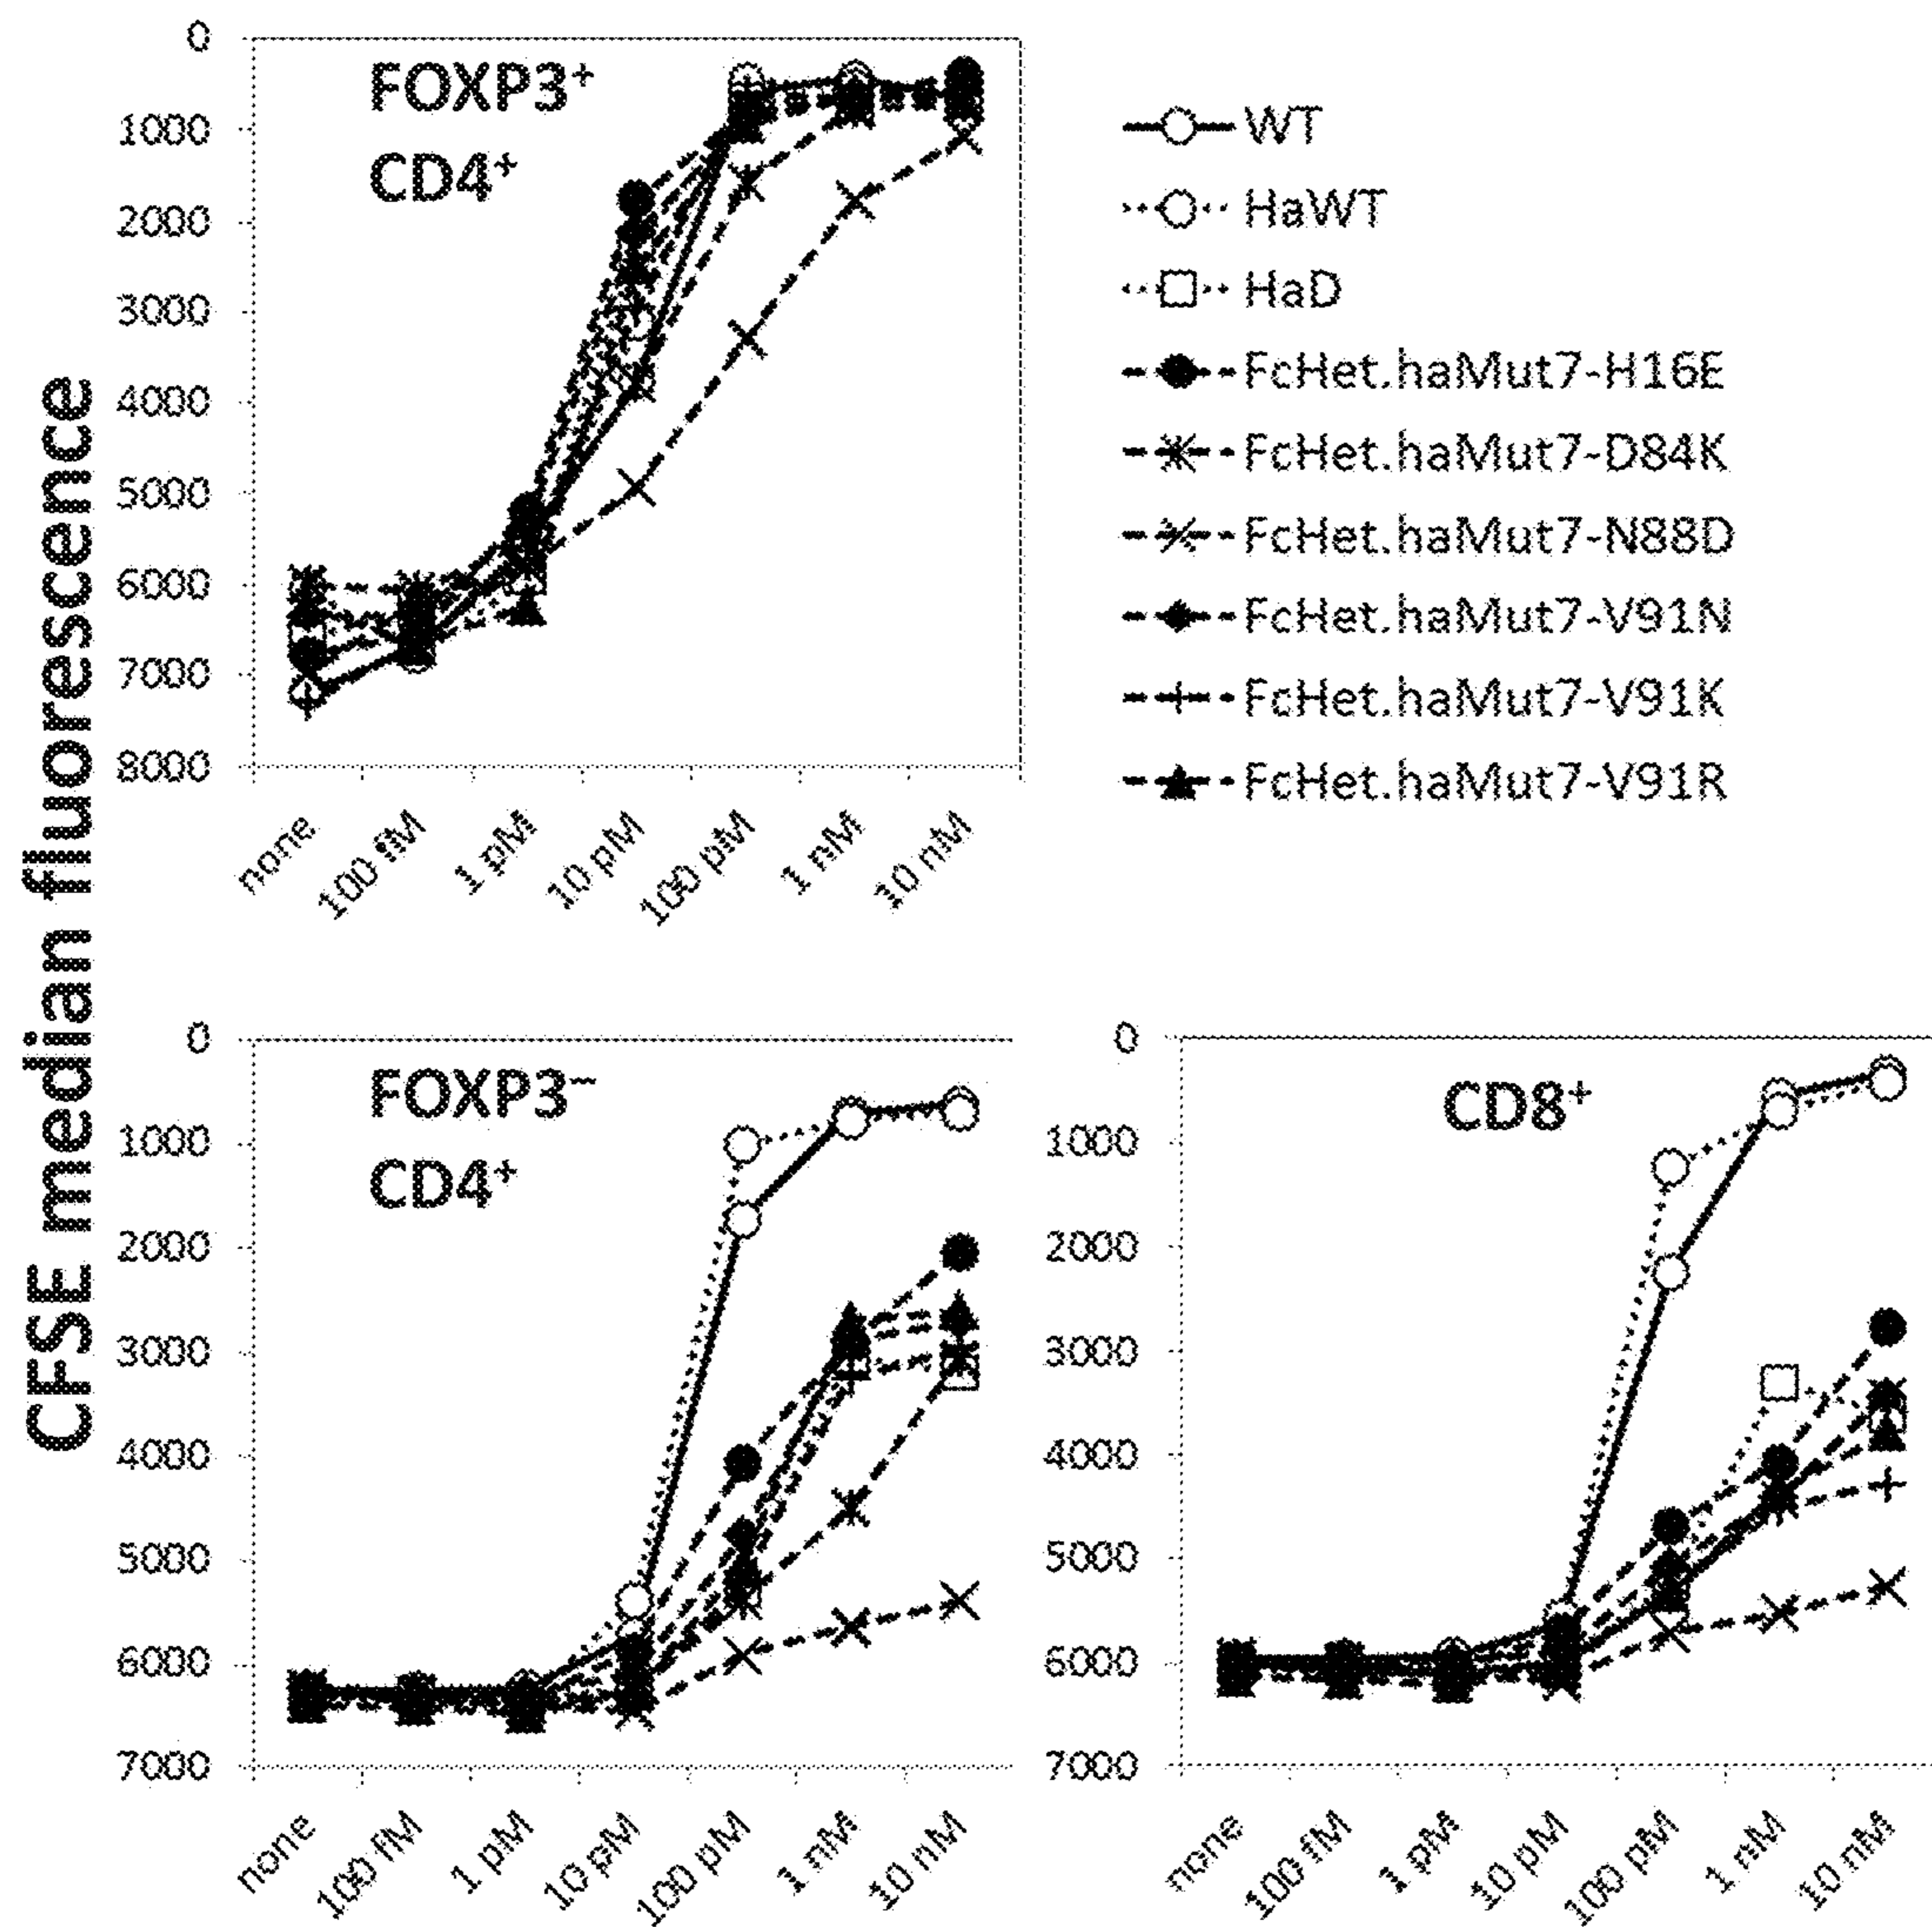 CFSE median fluorescence
0
1000
2000
3000
4000
5000
6000
7000
8000
FOXP3⁺
CD4⁺
none
100 fM
1 pM
10 pM
100 pM
1 nM
10 nM
WT
HaWT
HaD
FcHet.haMut7-H16E
FcHet.haMut7-D84K
FcHet.haMut7-N88D
FcHet.haMut7-V91N
FcHet.haMut7-V91K
FcHet.haMut7-V91R
0
1000
2000
3000
4000
5000
6000
7000
FOXP3⁻
CD4⁺
none
100 fM
1 pM
10 pM
100 pM
1 nM
10 nM
0
1000
2000
3000
4000
5000
6000
7000
CD8⁺
none
100 fM
1 pM
10 pM
100 pM
1 nM
10 nM